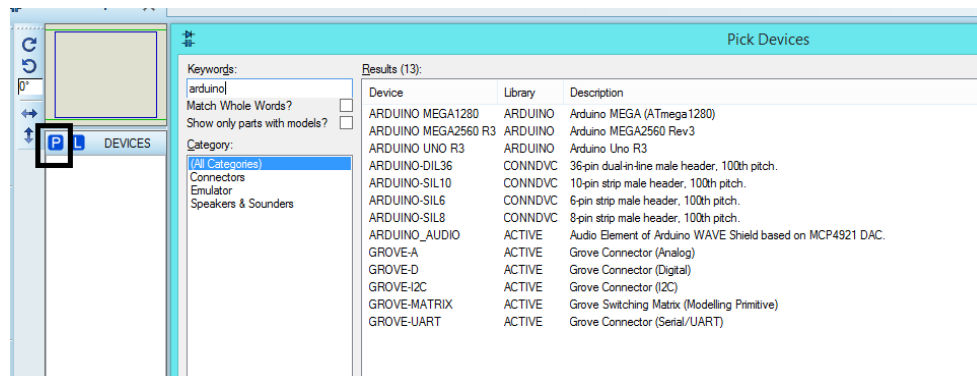 Pick Devices
0°
P L DEVICES
Keywords:
arduino
Match Whole Words?
Show only parts with models?
Category:
(All Categories)
Connectors
Emulator
Speakers & Sounders
Results (13):
Device Library Description
ARDUINO MEGA1280 ARDUINO Arduino MEGA (ATmega1280)
ARDUINO MEGA2560 R3 ARDUINO Arduino MEGA2560 Rev3
ARDUINO UNO R3 ARDUINO Arduino Uno R3
ARDUINO-DIL36 CONNDVC 36-pin dual-in-line male header, 100th pitch.
ARDUINO-SIL10 CONNDVC 10-pin strip male header, 100th pitch.
ARDUINO-SIL6 CONNDVC 6-pin strip male header, 100th pitch.
ARDUINO-SIL8 CONNDVC 8-pin strip male header, 100th pitch.
ARDUINO_AUDIO ACTIVE Audio Element of Arduino WAVE Shield based on MCP4921 DAC.
GROVE-A ACTIVE Grove Connector (Analog)
GROVE-D ACTIVE Grove Connector (Digital)
GROVE-I2C ACTIVE Grove Connector (I2C)
GROVE-MATRIX ACTIVE Grove Switching Matrix (Modelling Primitive)
GROVE-UART ACTIVE Grove Connector (Serial/UART)